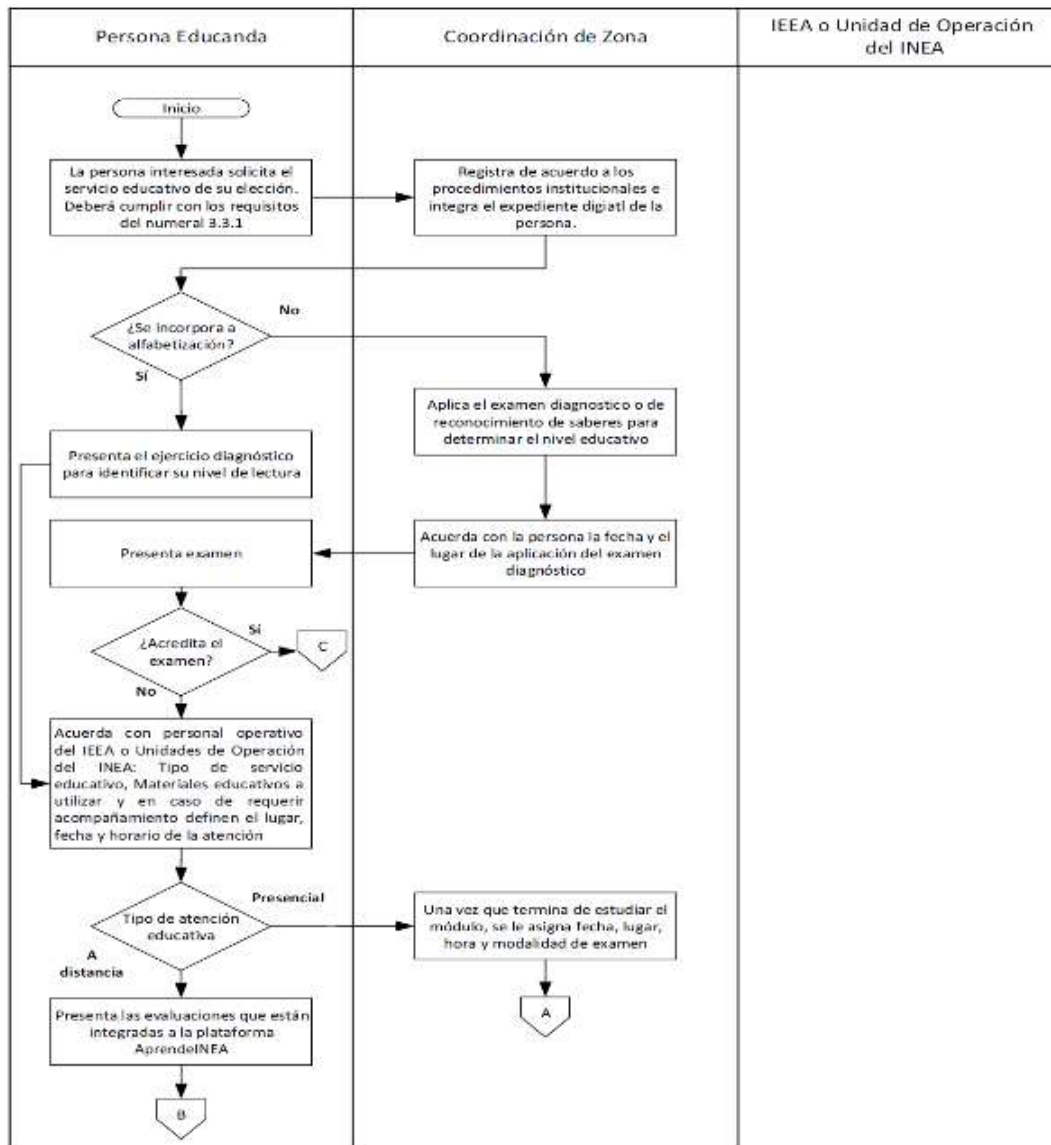 Persona Educanda
Coordinación de Zona
IEEA o Unidad de Operación
del INEA
Inicio
La persona interesada solicita el
servicio educativo de su elección.
Deberá cumplir con los requisitos
del numeral 3.3.1
Registra de acuerdo a los
procedimientos institucionales e
integra el expediente digiatl de la
persona.
¿Se incorpora a
alfabetización?
No
Sí
Aplica el examen diagnostico o de
reconocimiento de saberes para
determinar el nivel educativo
Presenta el ejercicio diagnóstico
para identificar su nivel de lectura
Acuerda con la persona la fecha y el
lugar de la aplicación del examen
diagnóstico
Presenta examen
¿Acredita el
examen?
Sí
C
No
Acuerda con personal operativo
del IEEA o Unidades de Operación
del INEA: Tipo de servicio
educativo, Materiales educativos a
utilizar y en caso de requerir
acompañamiento definen el lugar,
fecha y horario de la atención
Tipo de atención
educativa
Presencial
A
distancia
Una vez que termina de estudiar el
módulo, se le asigna fecha, lugar,
hora y modalidad de examen
A
Presenta las evaluaciones que están
integradas a la plataforma
AprendeINEA
B